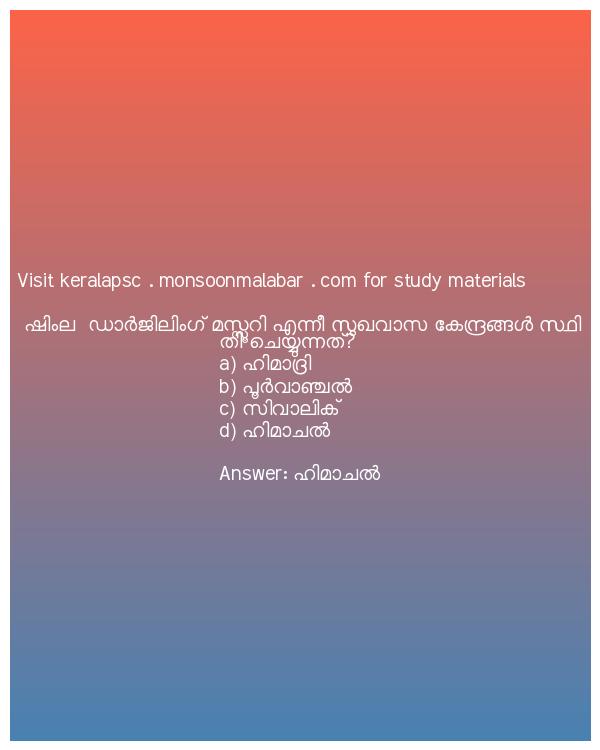 Visit keralapsc . monsoonmalabar . com for study materials
ഷിംല  ഡാർജിലിംഗ് മസ്സൂറി എന്നീ സുഖവാസ കേന്ദ്രങ്ങൾ സ്ഥി
തി ചെയ്യുന്നത്?
a) ഹിമാദ്രി
b) പൂർവാഞ്ചൽ
c) സിവാലിക്
d) ഹിമാചൽ
Answer: ഹിമാചൽ